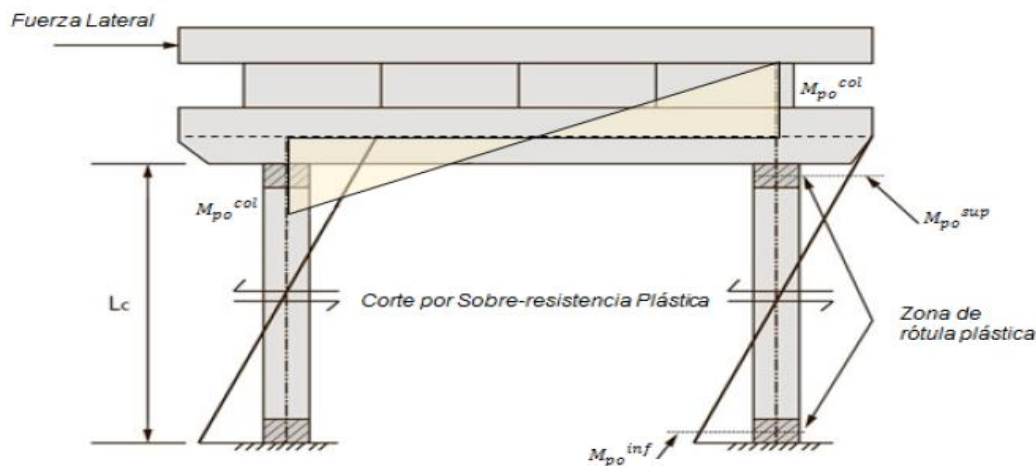 Fuerza Lateral
M_po^col
M_po^col
M_po^sup
Lc
Corte por Sobre-resistencia Plástica
Zona de
rótula plástica
M_po^inf